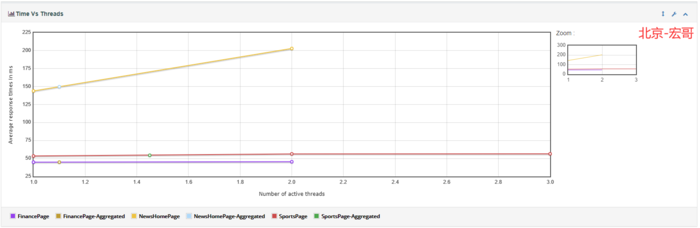 Time Vs Threads
Zoom :
北京-宏哥
225
200
175
150
125
100
75
50
25
1.0
1.2
1.4
1.6
1.8
2.0
2.2
2.4
2.6
2.8
3.0
Average response times in ms
Number of active threads
300
200
100
0
1
2
3
FinancePage
FinancePage-Aggregated
NewsHomePage
NewsHomePage-Aggregated
SportsPage
SportsPage-Aggregated